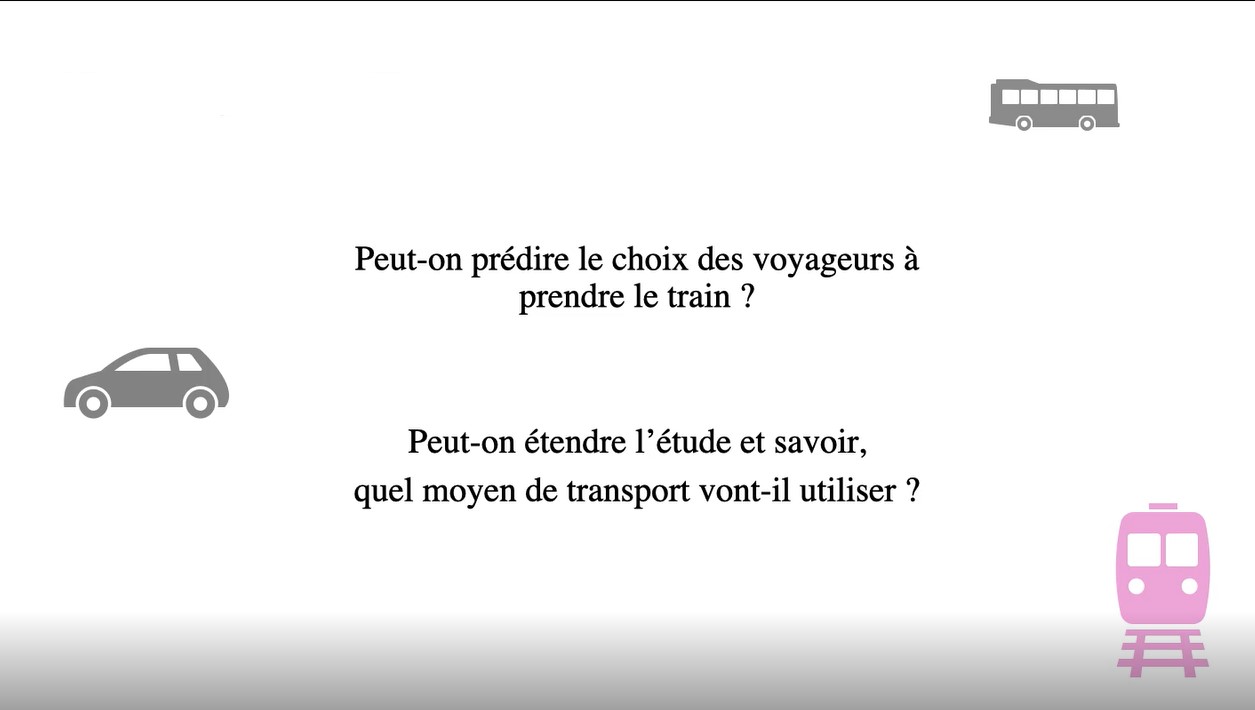 Peut-on prédire le choix des voyageurs à
prendre le train ?
Peut-on étendre l’étude et savoir,
quel moyen de transport vont-il utiliser ?